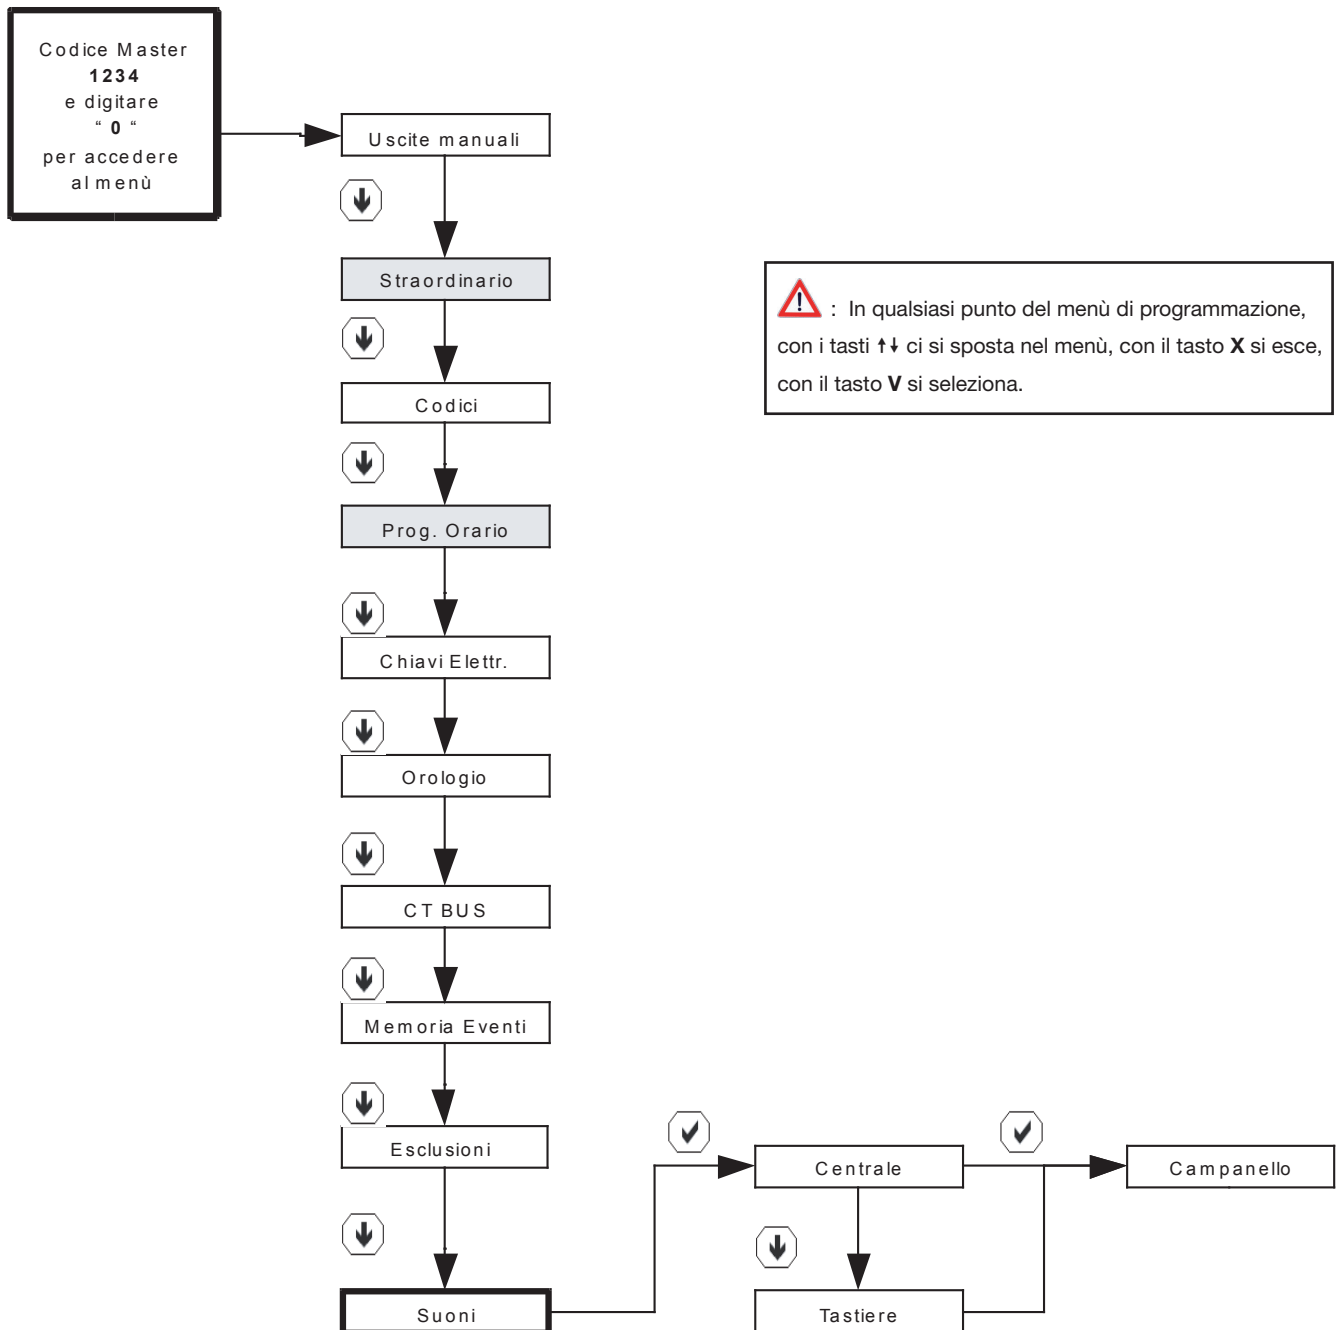 Codice Master
1234
e digitare
" 0 "
per accedere
al menù
Uscite manuali
Straordinario
⚠ : In qualsiasi punto del menù di programmazione,
con i tasti ↑↓ ci si sposta nel menù, con il tasto X si esce,
con il tasto V si seleziona.
Codici
Prog. Orario
Chiavi Elettr.
Orologio
CT BUS
Memoria Eventi
Esclusioni
Centrale
Campanello
Suoni
Tastiere